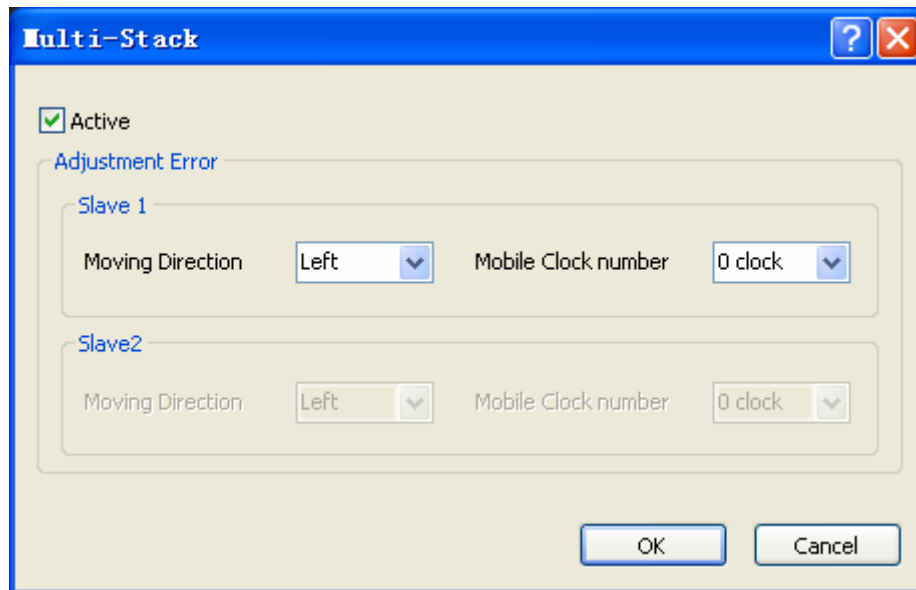 Multi-Stack
Active
Adjustment Error
Slave 1
Moving Direction Left Mobile Clock number 0 clock
Slave2
Moving Direction Left Mobile Clock number 0 clock
OK Cancel